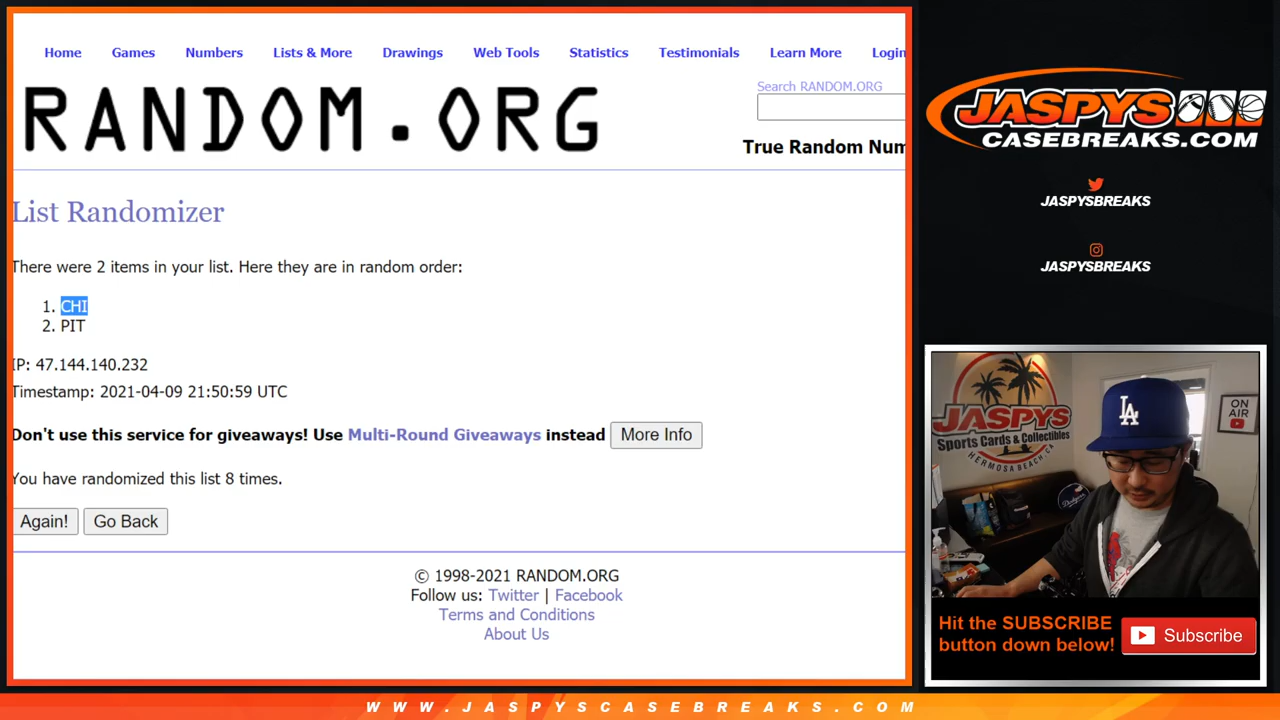 Home Games Numbers Lists & More Drawings Web Tools Statistics Testimonials Learn More Login
RANDOM.ORG
Search RANDOM.ORG
True Random Num
List Randomizer
There were 2 items in your list. Here they are in random order:
1. CHI
2. PIT
IP: 47.144.140.232
Timestamp: 2021-04-09 21:50:59 UTC
Don't use this service for giveaways! Use Multi-Round Giveaways instead More Info
You have randomized this list 8 times.
Again! Go Back
© 1998-2021 RANDOM.ORG
Follow us: Twitter | Facebook
Terms and Conditions
About Us
JASPYS
CASEBREAKS.COM
JASPYSBREAKS
JASPYSBREAKS
JASPYS
Sports Cards & Collectibles
HERMOSA BEACH, CA
LA
ON
AIR
Dodgers
Hit the SUBSCRIBE
button down below!
Subscribe
WWW.JASPYSCASEBREAKS.COM